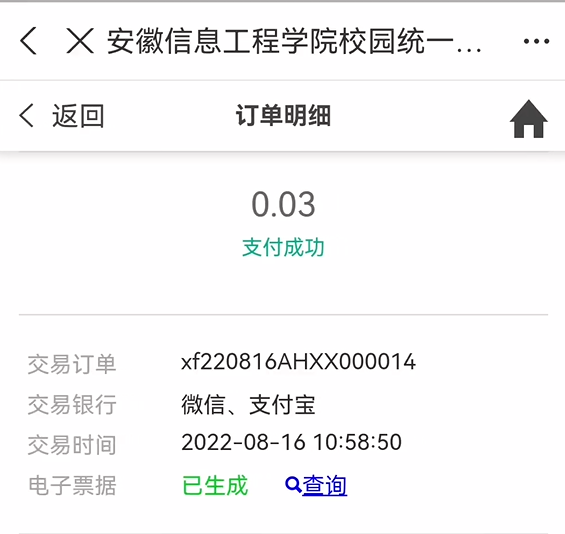 安徽信息工程学院校园统一...
返回 订单明细
0.03
支付成功
交易订单 xf220816AHXX000014
交易银行 微信、支付宝
交易时间 2022-08-16 10:58:50
电子票据 已生成 查询